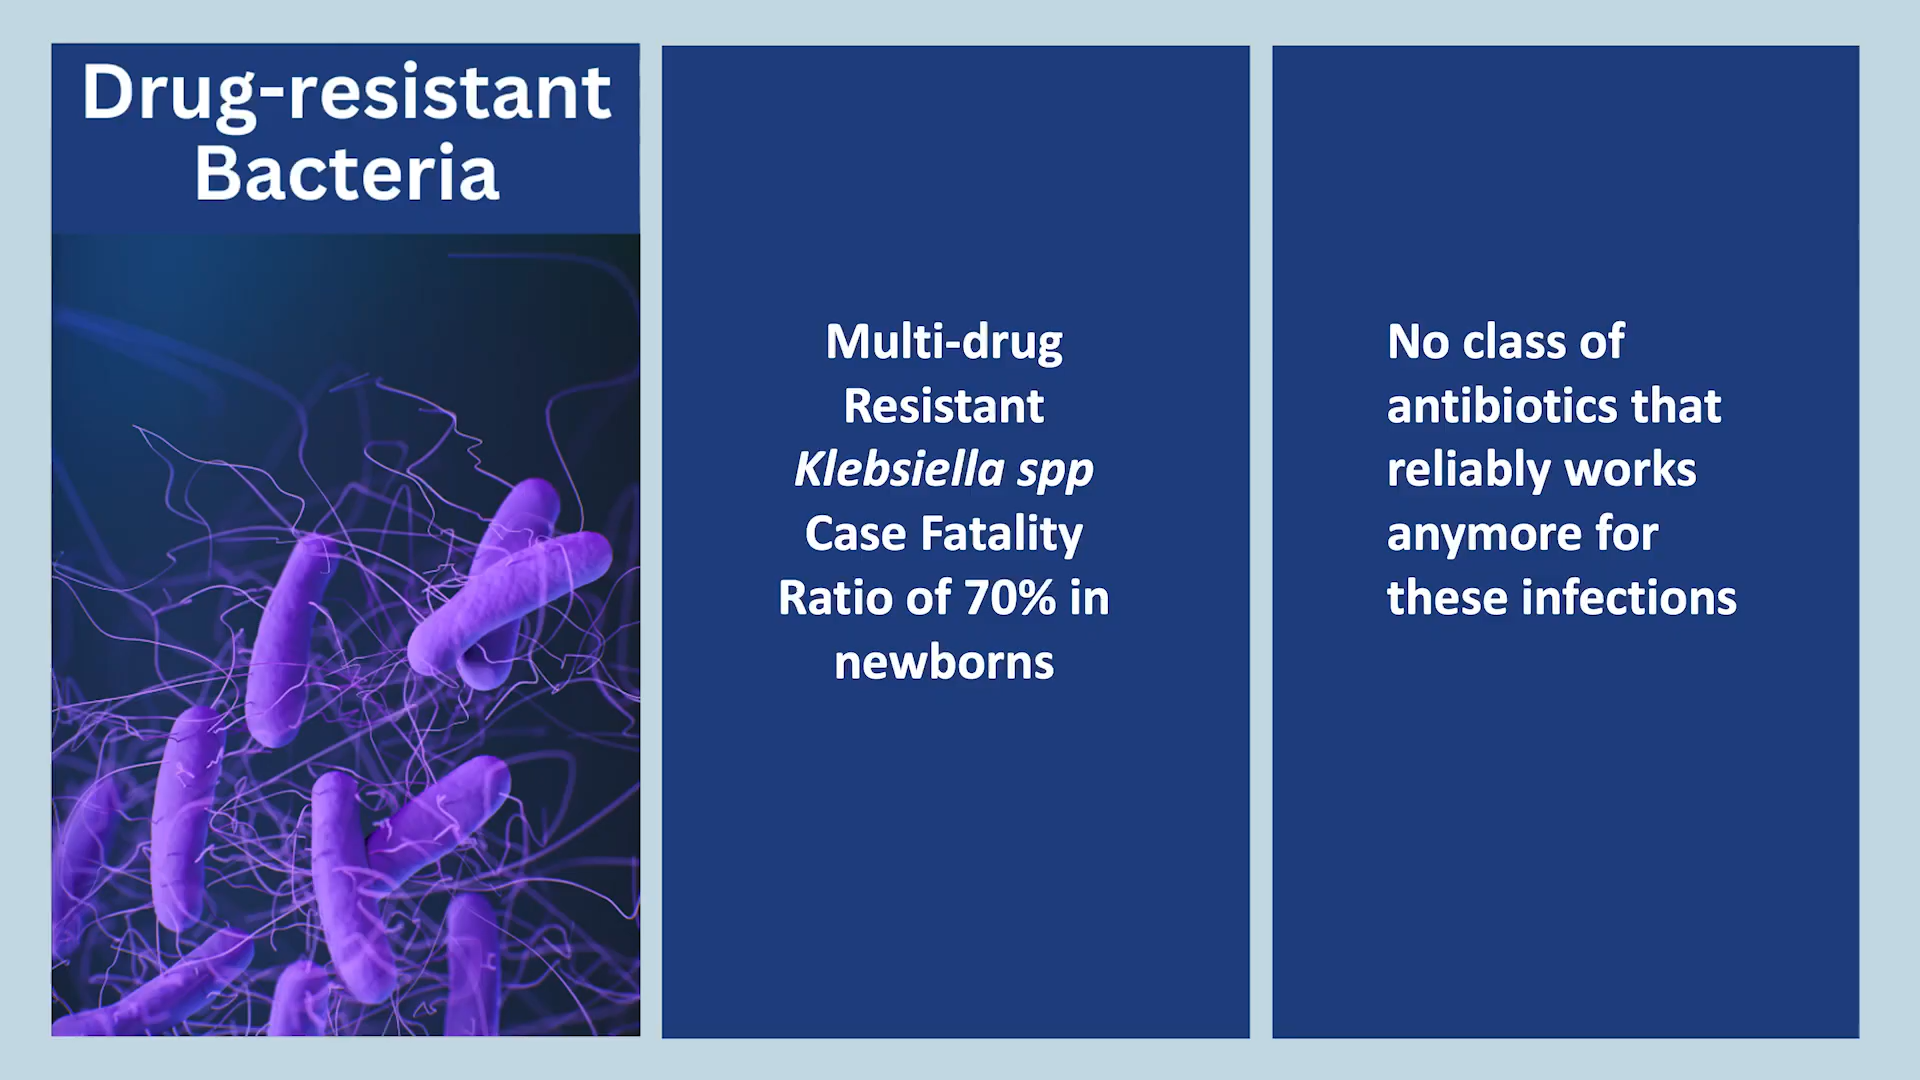 Drug-resistant
Bacteria
Multi-drug
Resistant
Klebsiella spp
Case Fatality
Ratio of 70% in
newborns
No class of
antibiotics that
reliably works
anymore for
these infections